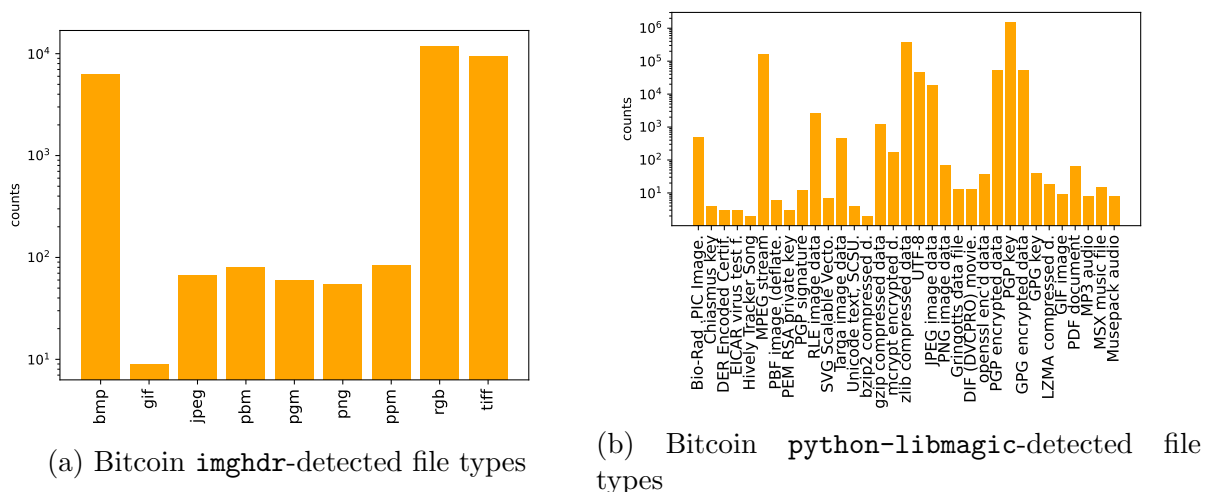 10^4
10^3
10^2
10^1
counts
bmp
gif
jpeg
pbm
pgm
png
ppm
rgb
tiff
(a) Bitcoin imghdr-detected file types
10^6
10^5
10^4
10^3
10^2
10^1
counts
Bio-Rad .PIC Image.
Chiasmus key
DER Encoded Certif.
EICAR virus test f.
Hively Tracker Song
MPEG stream
PBF image (deflate.
PEM RSA private key
PGP signature
RLE image data
SVG Scalable Vecto.
Targa image data
Unicode text, SCSU.
bzip2 compressed d.
gzip compressed data
mcrypt encrypted d.
zlib compressed data
UTF-8
JPEG image data
PNG image data
Gringotts data file
DIF (DVCPRO) movie.
openssl enc'd data
PGP encrypted data
PGP key
GPG encrypted data
GPG key
LZMA compressed d.
GIF image
PDF document
MP3 audio
MSX music file
Musepack audio
(b) Bitcoin python-libmagic-detected file
types